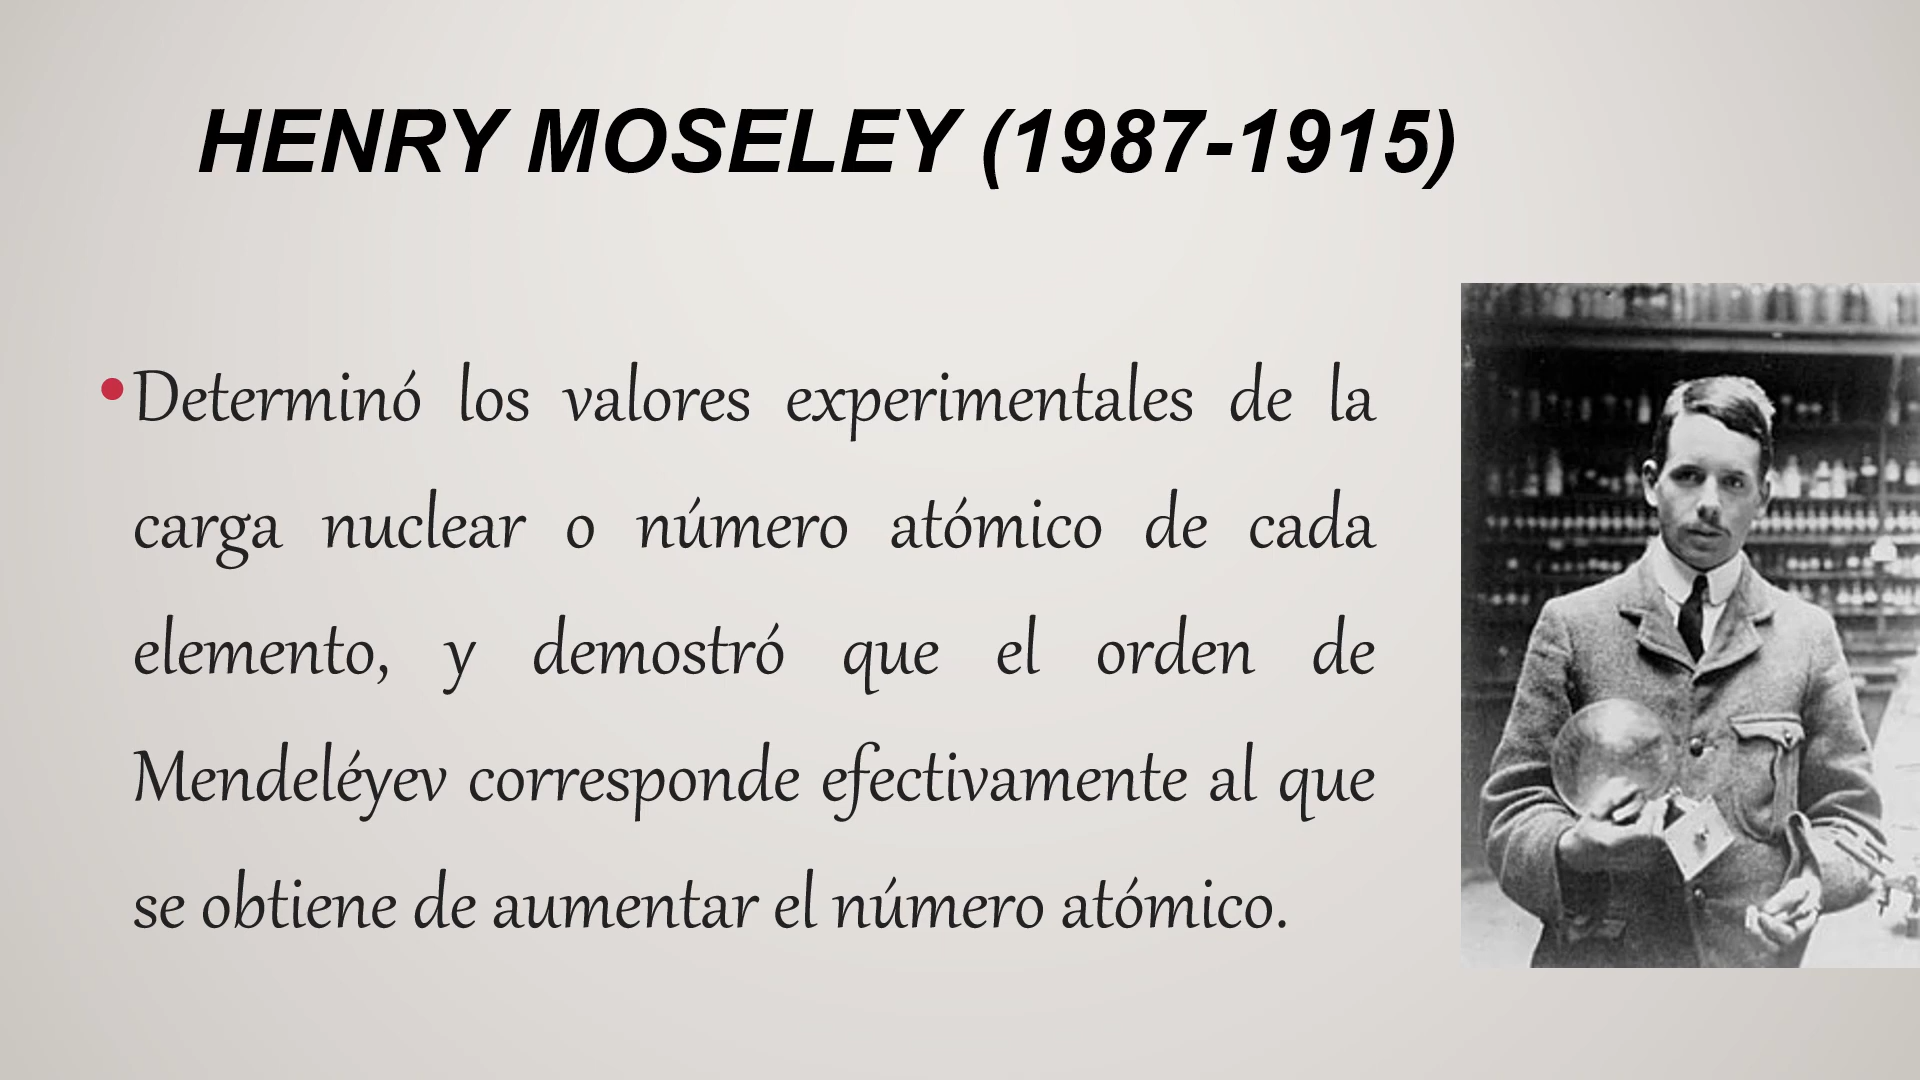 HENRY MOSELEY (1987-1915)
• Determinó los valores experimentales de la
carga nuclear o número atómico de cada
elemento, y demostró que el orden de
Mendeléyev corresponde efectivamente al que
se obtiene de aumentar el número atómico.